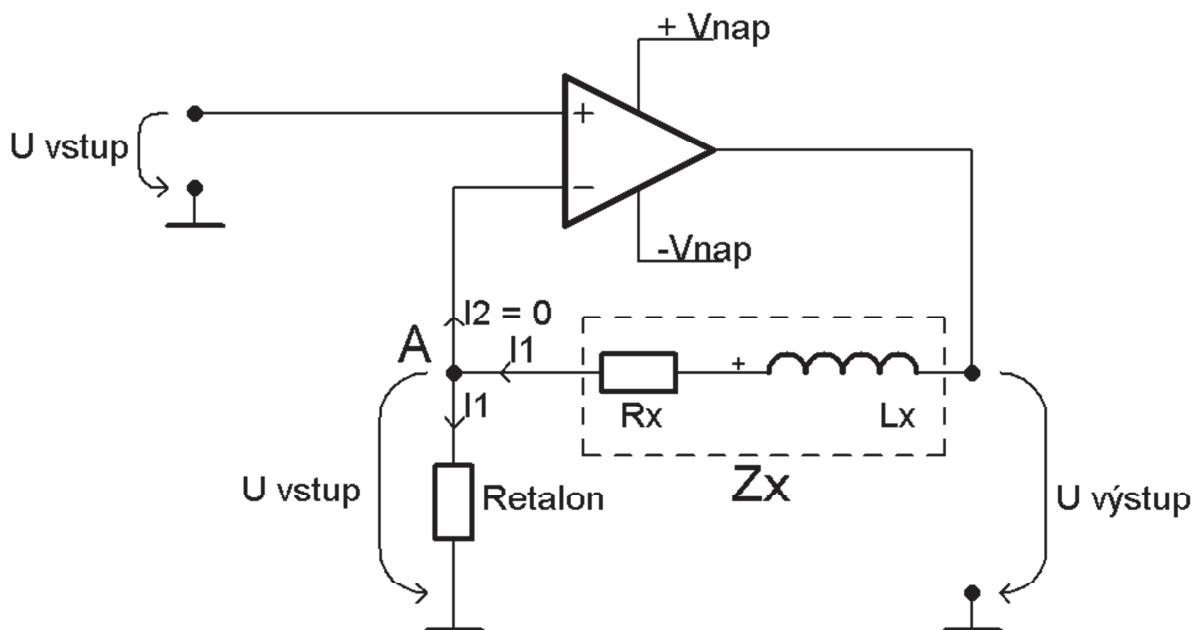 + Vnap
U vstup
+
−
-Vnap
I2 = 0
A
I1
+
I1
Rx
Lx
Zx
U vstup
Retalon
U výstup